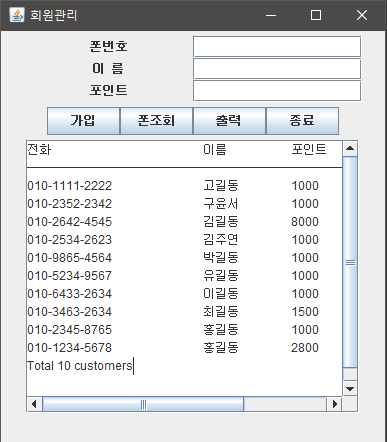 회원관리
폰번호
이 름
포인트
가입 폰조회 출력 종료
전화 이름 포인트
010-1111-2222 고길동 1000
010-2352-2342 구윤서 1000
010-2642-4545 김길동 8000
010-2534-2623 김주연 1000
010-9865-4564 박길동 1000
010-5234-9567 유길동 1000
010-6433-2634 이길동 1000
010-3463-2634 최길동 1500
010-2345-8765 홍길동 1000
010-1234-5678 홍길동 2800
Total 10 customers